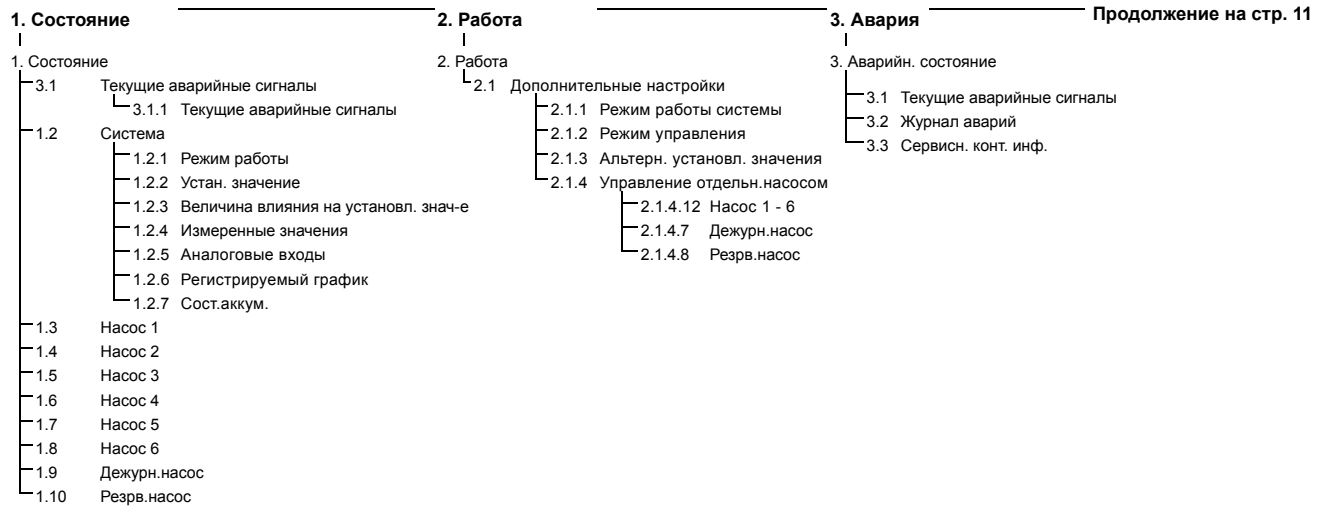 1. Состояние
2. Работа
3. Авария
Продолжение на стр. 11
1. Состояние
3.1 Текущие аварийные сигналы
3.1.1 Текущие аварийные сигналы
1.2 Система
1.2.1 Режим работы
1.2.2 Устан. значение
1.2.3 Величина влияния на установл. знач-е
1.2.4 Измеренные значения
1.2.5 Аналоговые входы
1.2.6 Регистрируемый график
1.2.7 Сост.аккум.
1.3 Насос 1
1.4 Насос 2
1.5 Насос 3
1.6 Насос 4
1.7 Насос 5
1.8 Насос 6
1.9 Дежурн.насос
1.10 Резрв.насос
2. Работа
2.1 Дополнительные настройки
2.1.1 Режим работы системы
2.1.2 Режим управления
2.1.3 Альтерн. установл. значения
2.1.4 Управление отдельн.насосом
2.1.4.12 Насос 1 - 6
2.1.4.7 Дежурн.насос
2.1.4.8 Резрв.насос
3. Аварийн. состояние
3.1 Текущие аварийные сигналы
3.2 Журнал аварий
3.3 Сервисн. конт. инф.